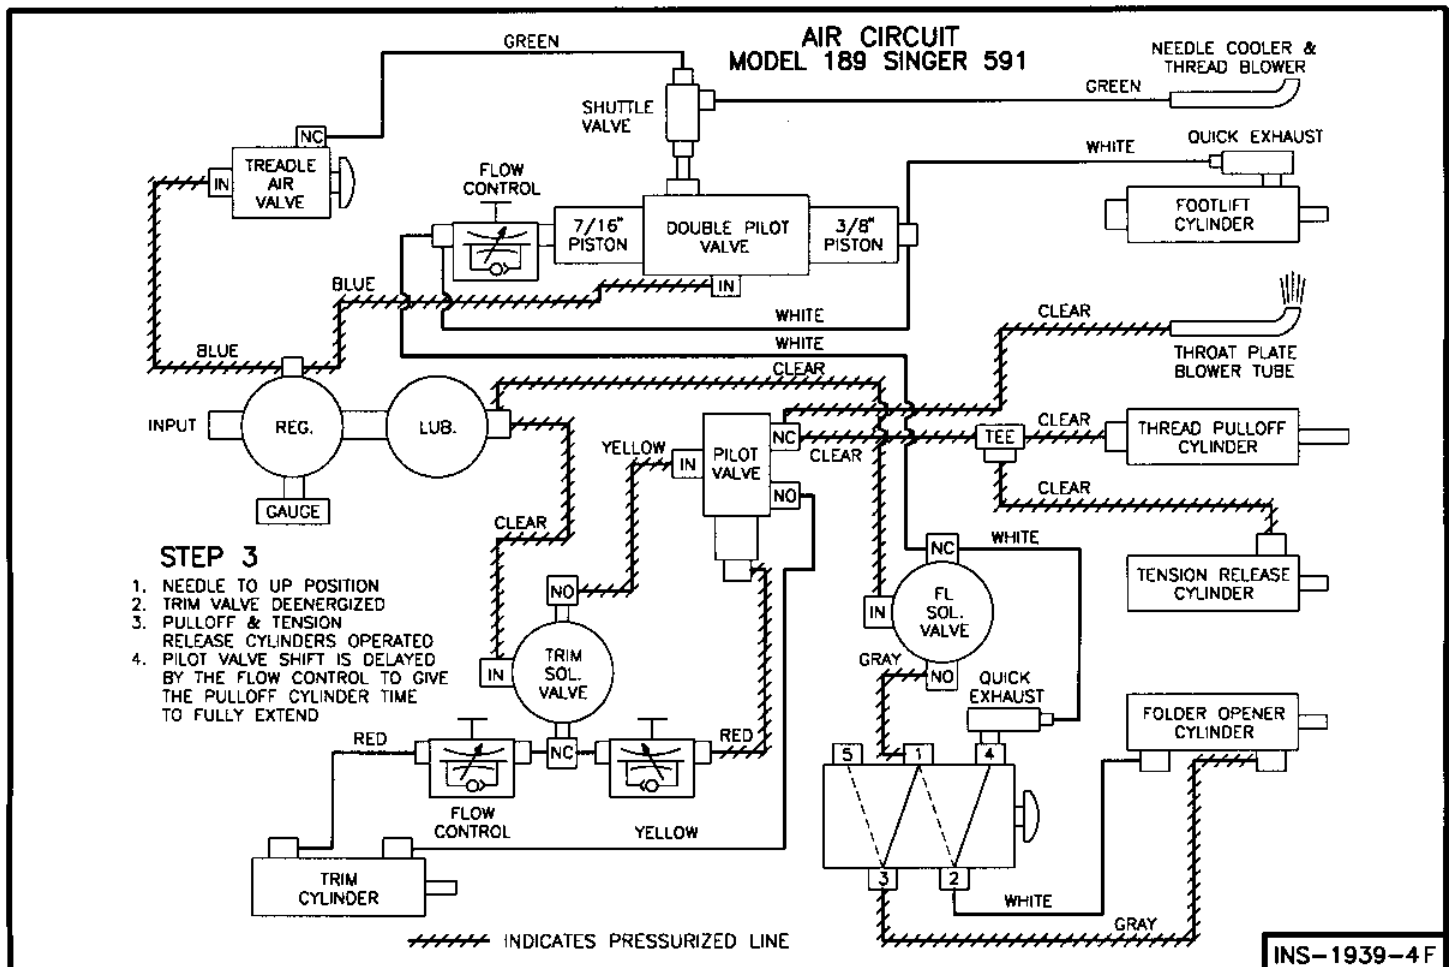 AIR CIRCUIT
MODEL 189 SINGER 591
GREEN
NEEDLE COOLER &
THREAD BLOWER
GREEN
SHUTTLE
VALVE
NC
TREADLE
AIR
VALVE
IN
FLOW
CONTROL
WHITE
QUICK EXHAUST
FOOTLIFT
CYLINDER
7/16"
PISTON
DOUBLE PILOT
VALVE
3/8"
PISTON
IN
BLUE
WHITE
CLEAR
THROAT PLATE
BLOWER TUBE
BLUE
WHITE
CLEAR
INPUT
REG.
LUB.
GAUGE
YELLOW
IN
PILOT
VALVE
NC
NO
CLEAR
TEE
CLEAR
THREAD PULLOFF
CYLINDER
CLEAR
CLEAR
WHITE
TENSION RELEASE
CYLINDER
STEP 3
1. NEEDLE TO UP POSITION
2. TRIM VALVE DEENERGIZED
3. PULLOFF & TENSION
RELEASE CYLINDERS OPERATED
4. PILOT VALVE SHIFT IS DELAYED
BY THE FLOW CONTROL TO GIVE
THE PULLOFF CYLINDER TIME
TO FULLY EXTEND
NO
IN
TRIM
SOL.
VALVE
NC
NC
IN
FL
SOL.
VALVE
NO
GRAY
QUICK
EXHAUST
FOLDER OPENER
CYLINDER
RED
RED
FLOW
CONTROL
YELLOW
5
1
4
3
2
TRIM
CYLINDER
WHITE
GRAY
INDICATES PRESSURIZED LINE
INS-1939-4F